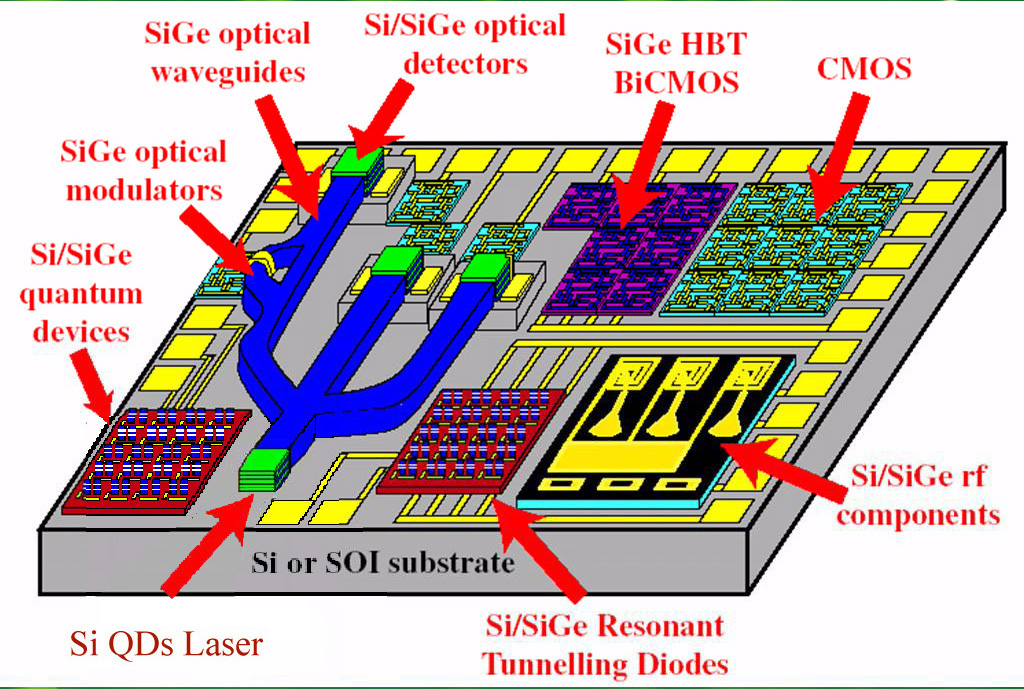 SiGe optical
waveguides
Si/SiGe optical
detectors
SiGe HBT
BiCMOS
CMOS
SiGe optical
modulators
Si/SiGe
quantum
devices
Si/SiGe rf
components
Si or SOI substrate
Si QDs Laser
Si/SiGe Resonant
Tunnelling Diodes